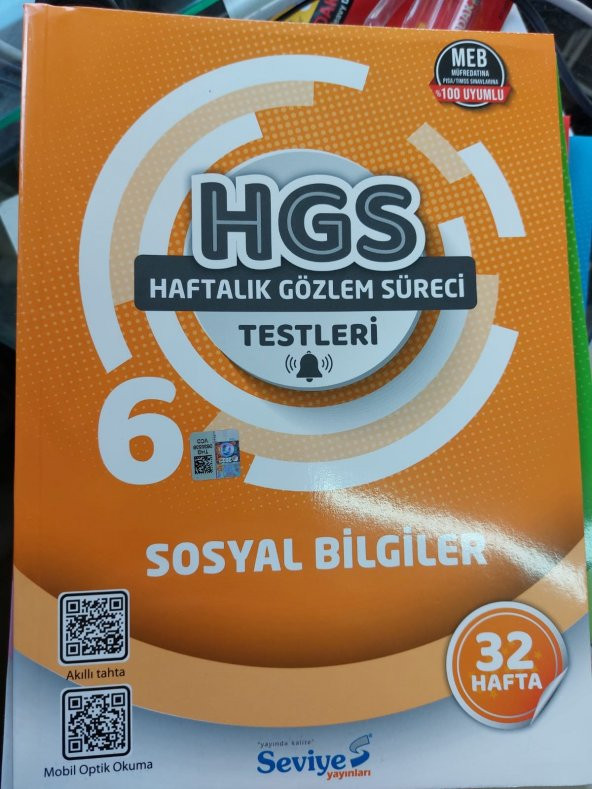 MEB
MÜFREDATINA
PISA/TIMSS SINAVLARINA
%100 UYUMLU
HGS
HAFTALIK GÖZLEM SÜRECİ
TESTLERİ
6
SOSYAL BİLGİLER
Akıllı tahta
32
HAFTA
Mobil Optik Okuma
"yayında kalite"
Seviye
yayınları